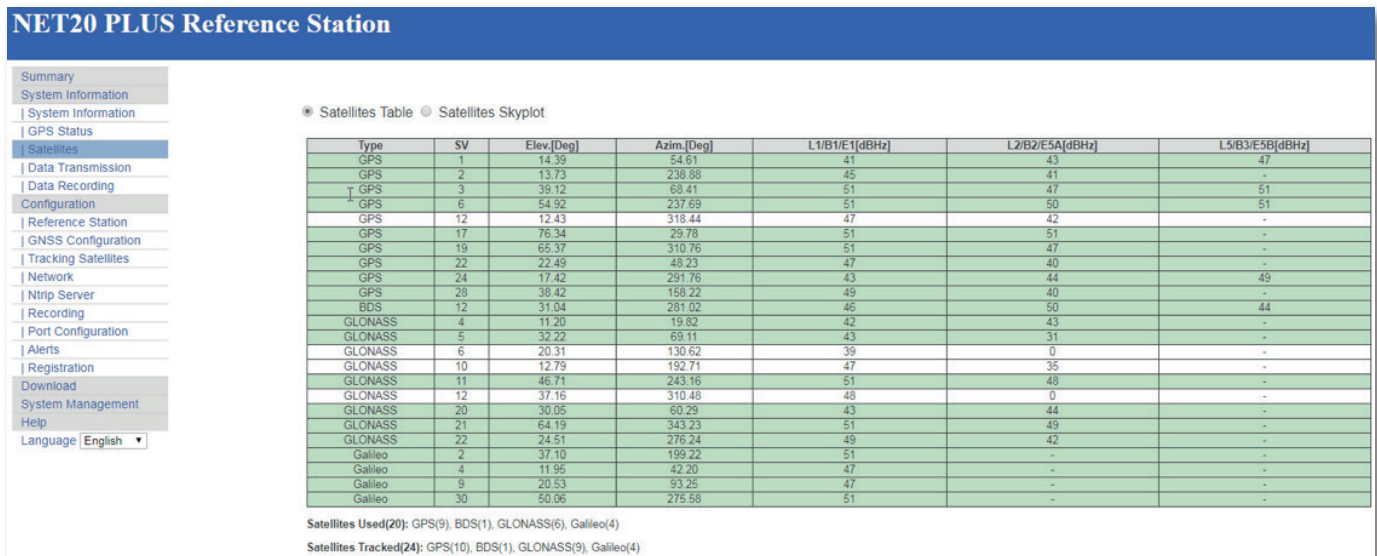 NET20 PLUS Reference Station
Summary
System Information
| System Information
| GPS Status
| Satellites
| Data Transmission
| Data Recording
Configuration
| Reference Station
| GNSS Configuration
| Tracking Satellites
| Network
| Ntrip Server
| Recording
| Port Configuration
| Alerts
| Registration
Download
System Management
Help
Language English
Satellites Table Satellites Skyplot
Type SV Elev.[Deg] Azim.[Deg] L1/B1/E1[dBHz] L2/B2/E5A[dBHz] L5/B3/E5B[dBHz]
GPS 1 14.39 54.61 41 43 47
GPS 2 13.73 238.88 45 41 -
GPS 3 39.12 68.41 51 47 51
GPS 6 54.92 237.69 51 50 51
GPS 12 12.43 318.44 47 42 -
GPS 17 76.34 29.78 51 51 -
GPS 19 65.37 310.76 51 47 -
GPS 22 22.49 48.23 47 40 -
GPS 24 17.42 291.76 43 44 49
GPS 28 38.42 158.22 49 40 -
BDS 12 31.04 281.02 46 50 44
GLONASS 4 11.20 19.82 42 43 -
GLONASS 5 32.22 69.11 43 31 -
GLONASS 6 20.31 130.62 39 0 -
GLONASS 10 12.79 192.71 47 35 -
GLONASS 11 46.71 243.16 51 48 -
GLONASS 12 37.16 310.48 48 0 -
GLONASS 20 30.05 60.29 43 44 -
GLONASS 21 64.19 343.23 51 49 -
GLONASS 22 24.51 276.24 49 42 -
Galileo 2 37.10 199.22 51 - -
Galileo 4 11.95 42.20 47 - -
Galileo 9 20.53 93.25 47 - -
Galileo 30 50.06 275.58 51 - -
Satellites Used(20): GPS(9), BDS(1), GLONASS(6), Galileo(4)
Satellites Tracked(24): GPS(10), BDS(1), GLONASS(9), Galileo(4)